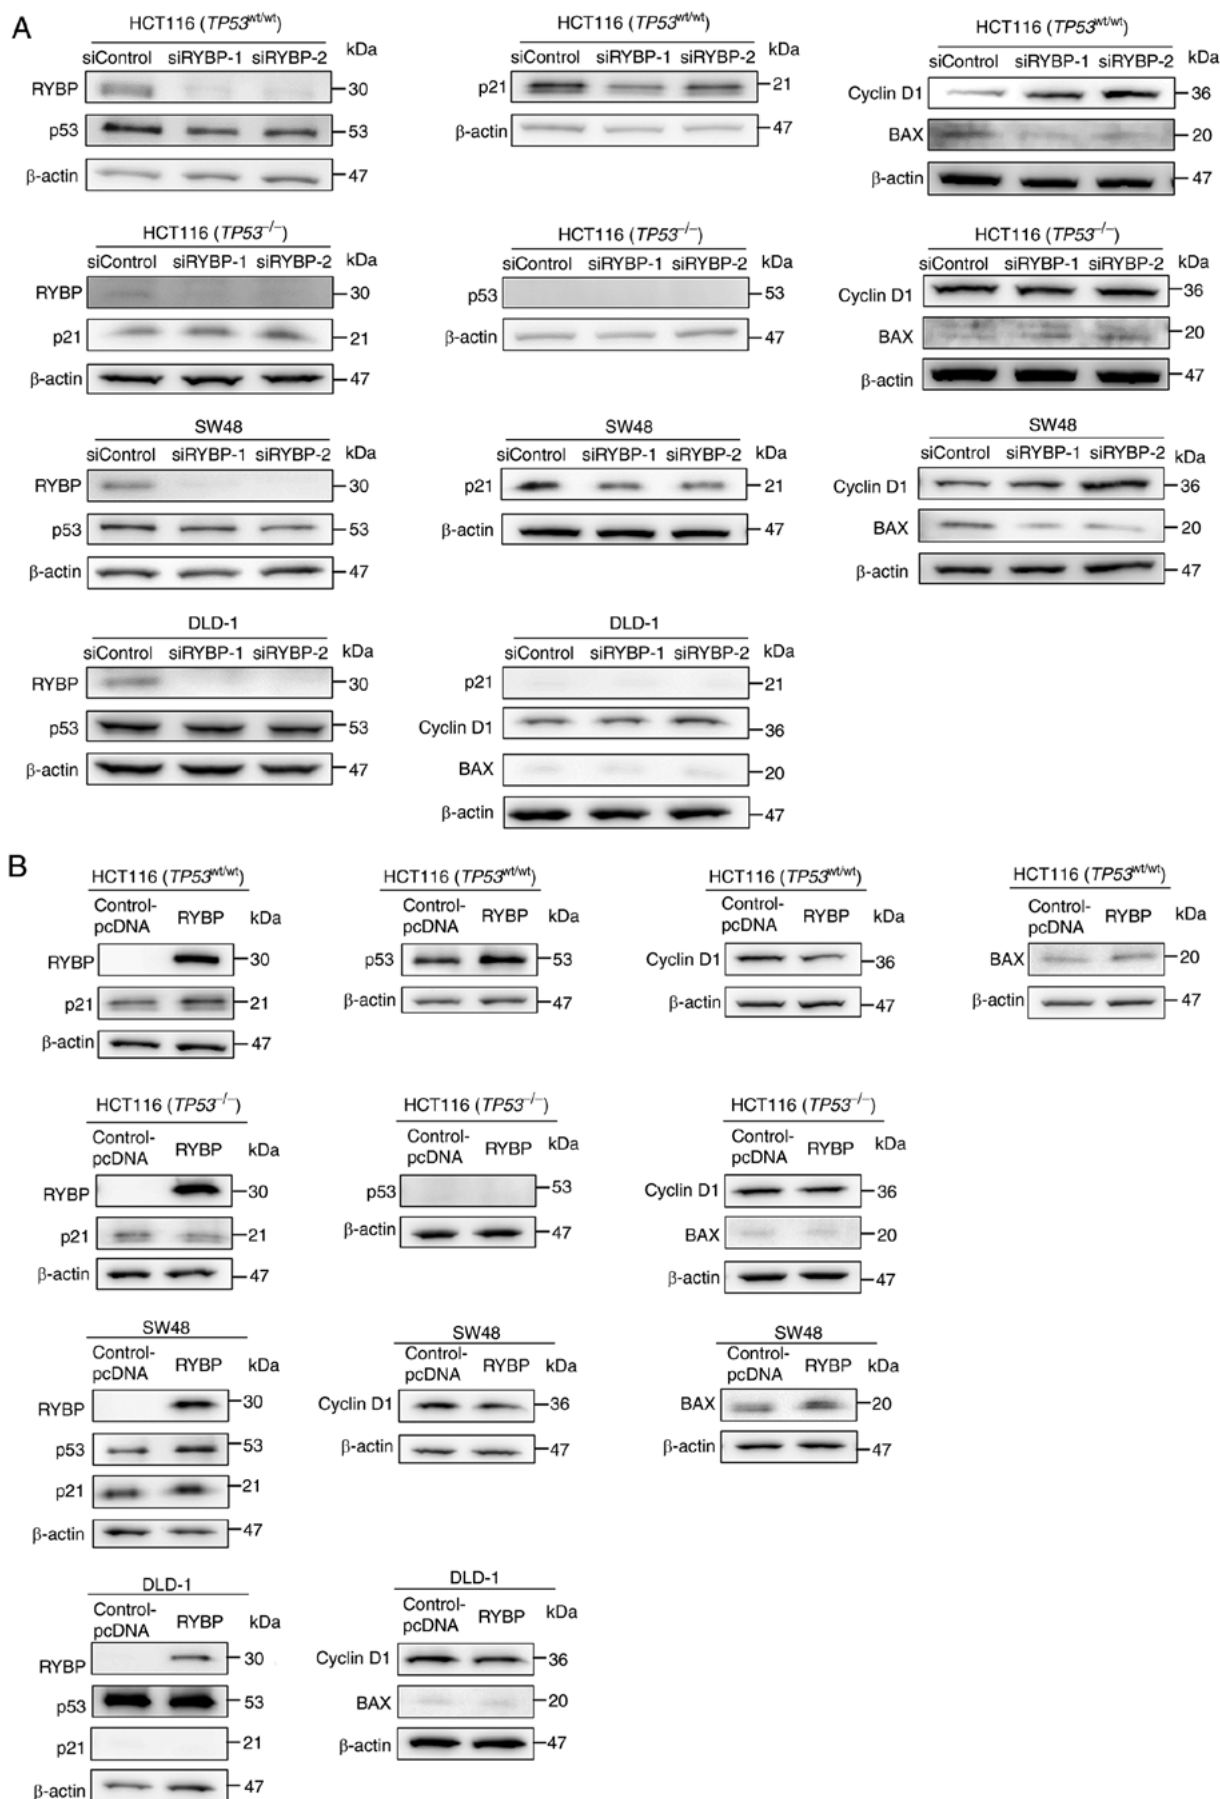 A
HCT116 (TP53wt/wt)
siControl siRYBP-1 siRYBP-2 kDa
RYBP 30
p53 53
β-actin 47
HCT116 (TP53wt/wt)
siControl siRYBP-1 siRYBP-2 kDa
p21 21
β-actin 47
HCT116 (TP53wt/wt)
siControl siRYBP-1 siRYBP-2 kDa
Cyclin D1 36
BAX 20
β-actin 47
HCT116 (TP53–/–)
siControl siRYBP-1 siRYBP-2 kDa
RYBP 30
p21 21
β-actin 47
HCT116 (TP53–/–)
siControl siRYBP-1 siRYBP-2 kDa
p53 53
β-actin 47
HCT116 (TP53–/–)
siControl siRYBP-1 siRYBP-2 kDa
Cyclin D1 36
BAX 20
β-actin 47
SW48
siControl siRYBP-1 siRYBP-2 kDa
RYBP 30
p53 53
β-actin 47
SW48
siControl siRYBP-1 siRYBP-2 kDa
p21 21
β-actin 47
SW48
siControl siRYBP-1 siRYBP-2 kDa
Cyclin D1 36
BAX 20
β-actin 47
DLD-1
siControl siRYBP-1 siRYBP-2 kDa
RYBP 30
p53 53
β-actin 47
DLD-1
siControl siRYBP-1 siRYBP-2 kDa
p21 21
Cyclin D1 36
BAX 20
β-actin 47
B
HCT116 (TP53wt/wt)
Control-
pcDNA RYBP kDa
RYBP 30
p21 21
β-actin 47
HCT116 (TP53wt/wt)
Control-
pcDNA RYBP kDa
p53 53
β-actin 47
HCT116 (TP53wt/wt)
Control-
pcDNA RYBP kDa
Cyclin D1 36
β-actin 47
HCT116 (TP53wt/wt)
Control-
pcDNA RYBP kDa
BAX 20
β-actin 47
HCT116 (TP53–/–)
Control-
pcDNA RYBP kDa
RYBP 30
p21 21
β-actin 47
HCT116 (TP53–/–)
Control-
pcDNA RYBP kDa
p53 53
β-actin 47
HCT116 (TP53–/–)
Control-
pcDNA RYBP kDa
Cyclin D1 36
BAX 20
β-actin 47
SW48
Control-
pcDNA RYBP kDa
RYBP 30
p53 53
p21 21
β-actin 47
SW48
Control-
pcDNA RYBP kDa
Cyclin D1 36
β-actin 47
SW48
Control-
pcDNA RYBP kDa
BAX 20
β-actin 47
DLD-1
Control-
pcDNA RYBP kDa
RYBP 30
p53 53
p21 21
β-actin 47
DLD-1
Control-
pcDNA RYBP kDa
Cyclin D1 36
BAX 20
β-actin 47